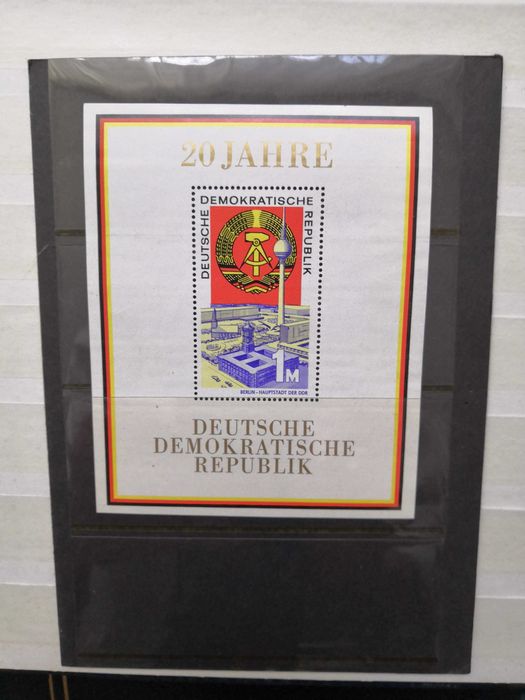 20 JAHRE
DEUTSCHE
DEMOKRATISCHE
REPUBLIK
1M
BERLIN – HAUPTSTADT DER DDR
DEUTSCHE
DEMOKRATISCHE
REPUBLIK